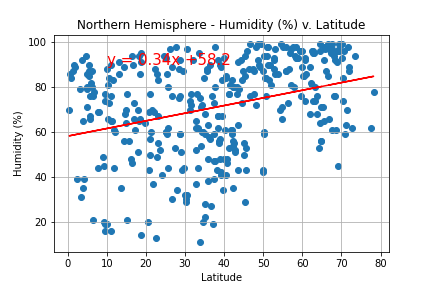 Northern Hemisphere - Humidity (%) v. Latitude
100
80
60
40
20
Humidity (%)
y = 0.34x +58.2
0 10 20 30 40 50 60 70 80
Latitude